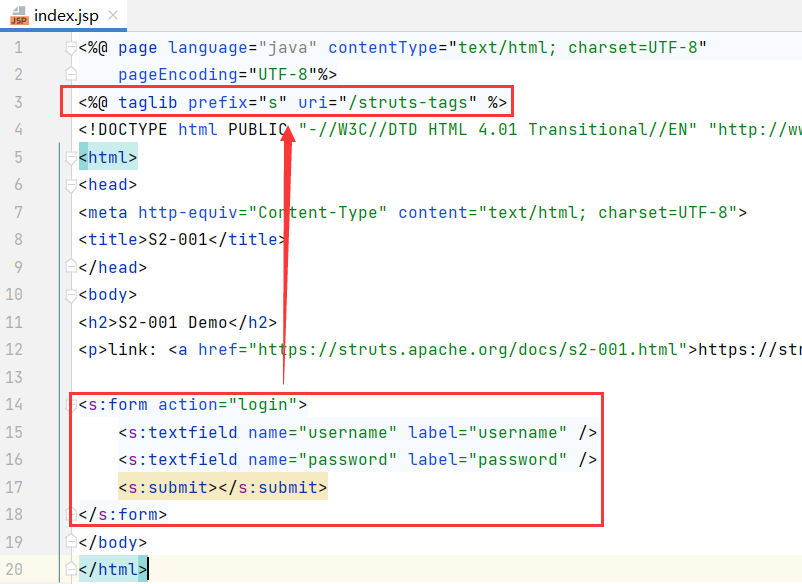 index.jsp
1 <%@ page language="java" contentType="text/html; charset=UTF-8"
2 pageEncoding="UTF-8"%>
3 <%@ taglib prefix="s" uri="/struts-tags" %>
4 <!DOCTYPE html PUBLIC "-//W3C//DTD HTML 4.01 Transitional//EN" "http://ww
5 <html>
6 <head>
7 <meta http-equiv="Content-Type" content="text/html; charset=UTF-8">
8 <title>S2-001</title>
9 </head>
10 <body>
11 <h2>S2-001 Demo</h2>
12 <p>link: <a href="https://struts.apache.org/docs/s2-001.html">https://str
13
14 <s:form action="login">
15 <s:textfield name="username" label="username" />
16 <s:textfield name="password" label="password" />
17 <s:submit></s:submit>
18 </s:form>
19 </body>
20 </html>